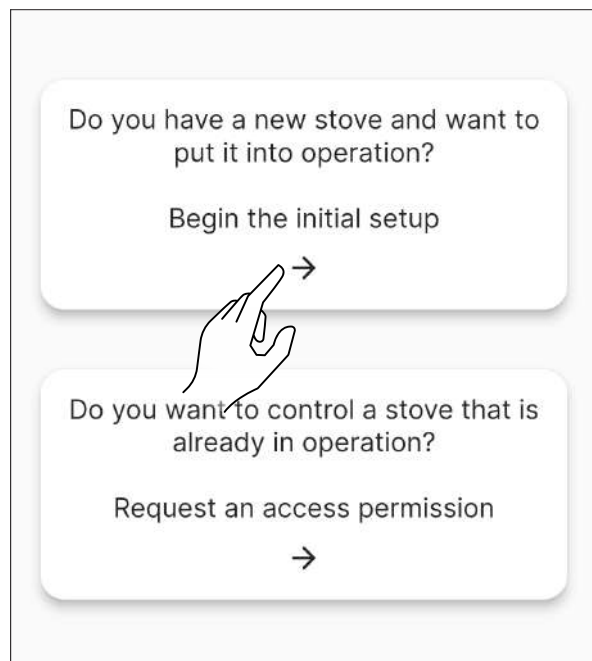 Do you have a new stove and want to
put it into operation?
Begin the initial setup
→
Do you want to control a stove that is
already in operation?
Request an access permission
→